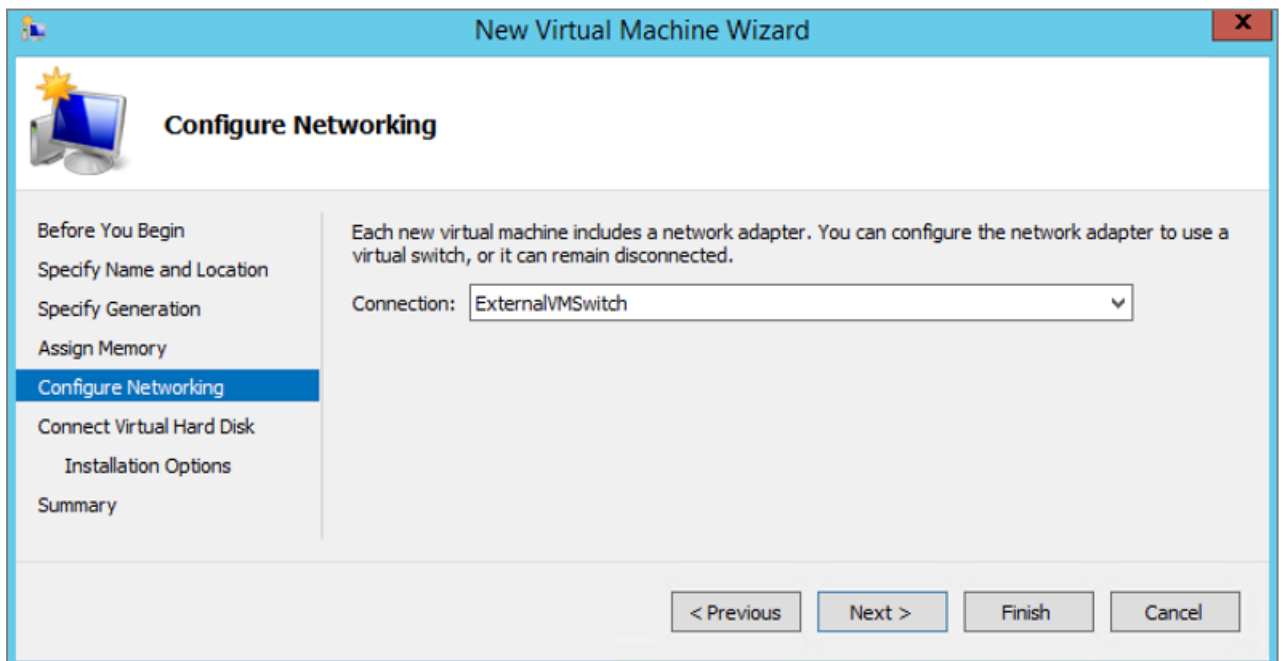 New Virtual Machine Wizard
X
Configure Networking
Before You Begin
Specify Name and Location
Specify Generation
Assign Memory
Configure Networking
Connect Virtual Hard Disk
Installation Options
Summary
Each new virtual machine includes a network adapter. You can configure the network adapter to use a
virtual switch, or it can remain disconnected.
Connection: ExternalVMSwitch
< Previous Next > Finish Cancel